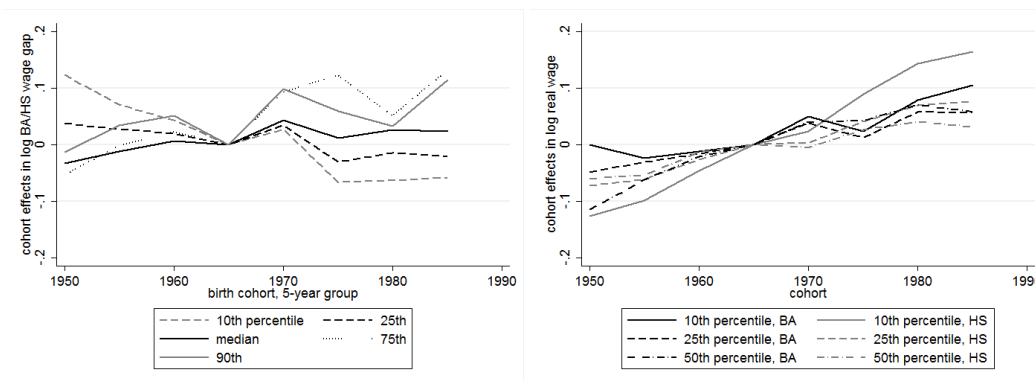 cohort effects in log BA/HS wage gap
.2
.1
0
-.1
-.2
1950 1960 1970 1980 1990
birth cohort, 5-year group
10th percentile 25th
median 75th
90th
cohort effects in log real wage
.2
.1
0
-.1
-.2
1950 1960 1970 1980 1990
cohort
10th percentile, BA 10th percentile, HS
25th percentile, BA 25th percentile, HS
50th percentile, BA 50th percentile, HS